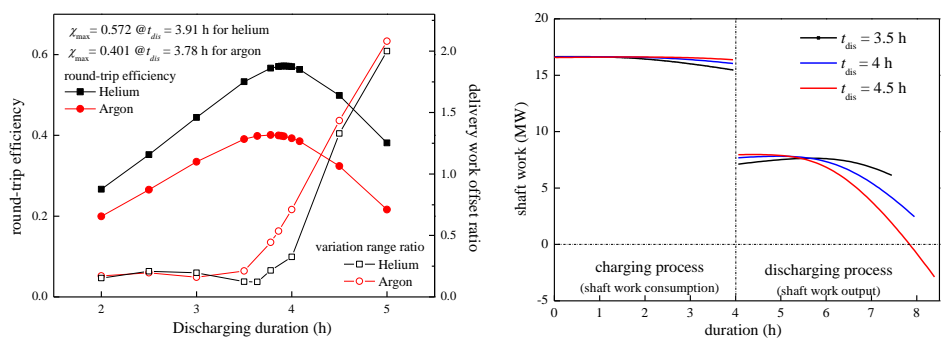 χmax= 0.572 @tdis = 3.91 h for helium
χmax= 0.401 @tdis = 3.78 h for argon
round-trip efficiency
Helium
Argon
variation range ratio
Helium
Argon
0.6
0.4
0.2
0.0
2.0
1.5
1.0
0.5
0.0
2 3 4 5
Discharging duration (h)
round-trip efficiency
delivery work offset ratio
20
15
10
5
0
-5
tdis = 3.5 h
tdis = 4 h
tdis = 4.5 h
charging process
(shaft work consumption)
discharging process
(shaft work output)
0 1 2 3 4 5 6 7 8
duration (h)
shaft work (MW)